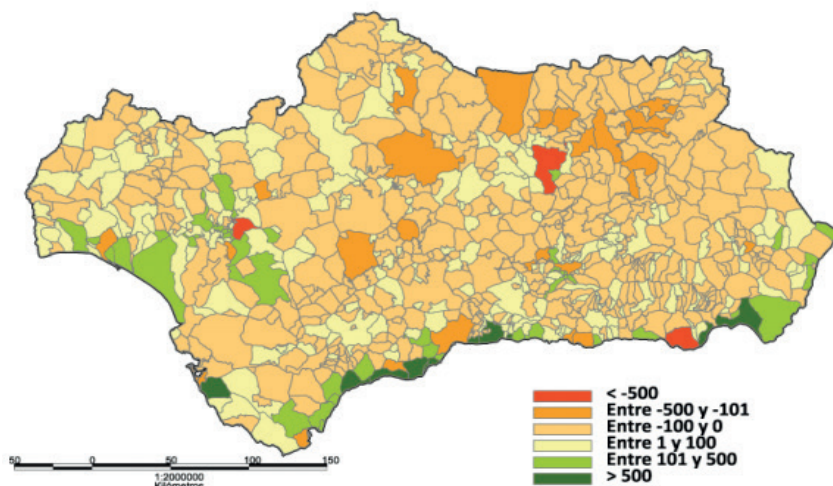 < -500
Entre -500 y -101
Entre -100 y 0
Entre 1 y 100
Entre 101 y 500
> 500
50 0 50 100 150
1:2000000
Kilómetros